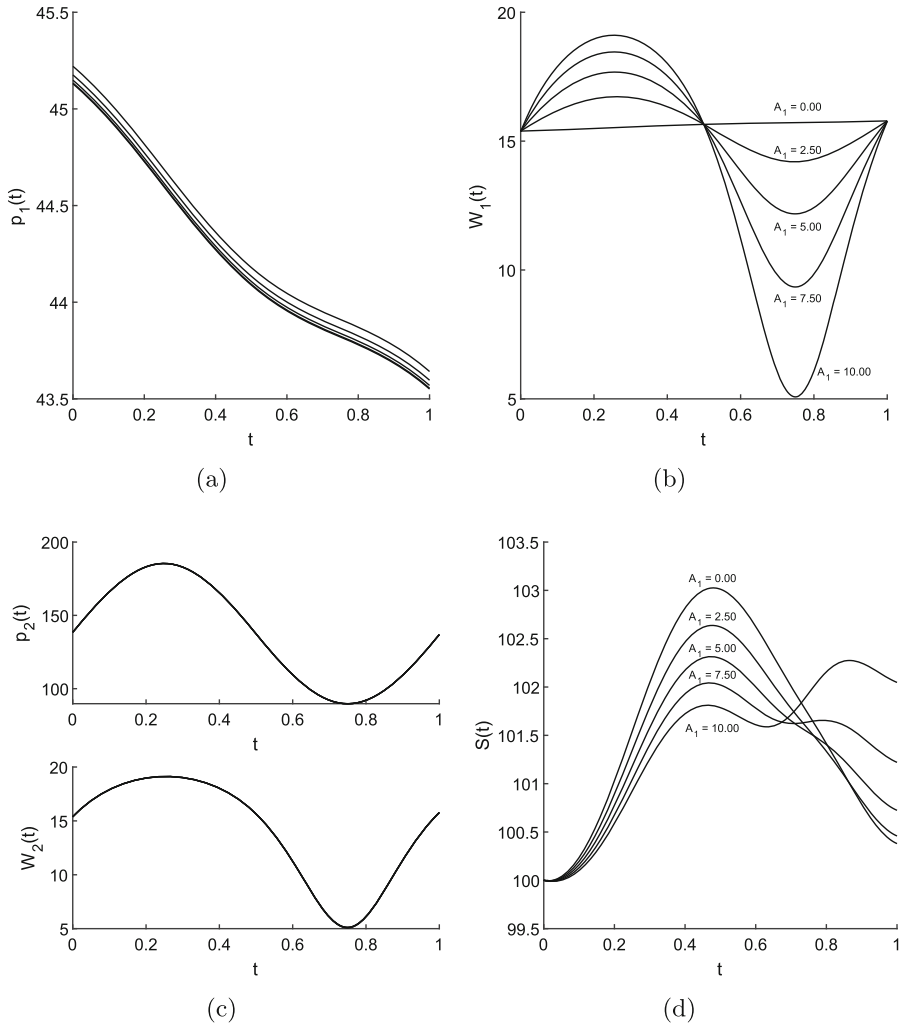 45.5
45
44.5
44
43.5
p1(t)
0 0.2 0.4 0.6 0.8 1
t
(a)
20
15
10
5
W1(t)
A1 = 0.00
A1 = 2.50
A1 = 5.00
A1 = 7.50
A1 = 10.00
0 0.2 0.4 0.6 0.8 1
t
(b)
200
150
100
p2(t)
0 0.2 0.4 0.6 0.8 1
t
20
15
10
5
W2(t)
0 0.2 0.4 0.6 0.8 1
t
(c)
103.5
103
102.5
102
101.5
101
100.5
100
99.5
S(t)
A1 = 0.00
A1 = 2.50
A1 = 5.00
A1 = 7.50
A1 = 10.00
0 0.2 0.4 0.6 0.8 1
t
(d)